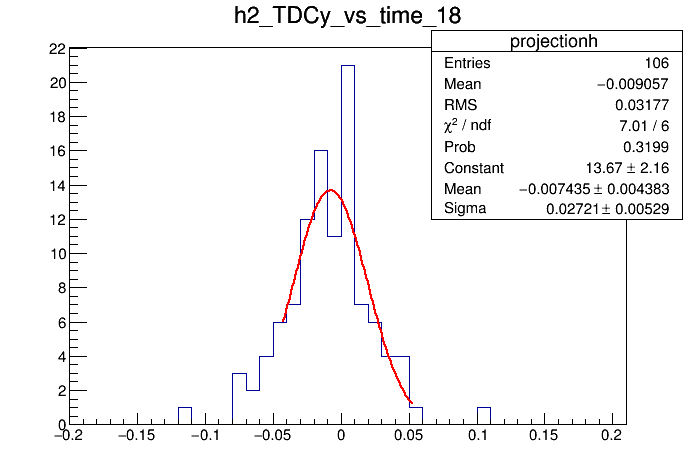 h2_TDCy_vs_time_18
projectionh
Entries 106
Mean −0.009057
RMS 0.03177
χ² / ndf 7.01 / 6
Prob 0.3199
Constant 13.67 ± 2.16
Mean −0.007435 ± 0.004383
Sigma 0.02721 ± 0.00529
22
20
18
16
14
12
10
8
6
4
2
0
−0.2 −0.15 −0.1 −0.05 0 0.05 0.1 0.15 0.2